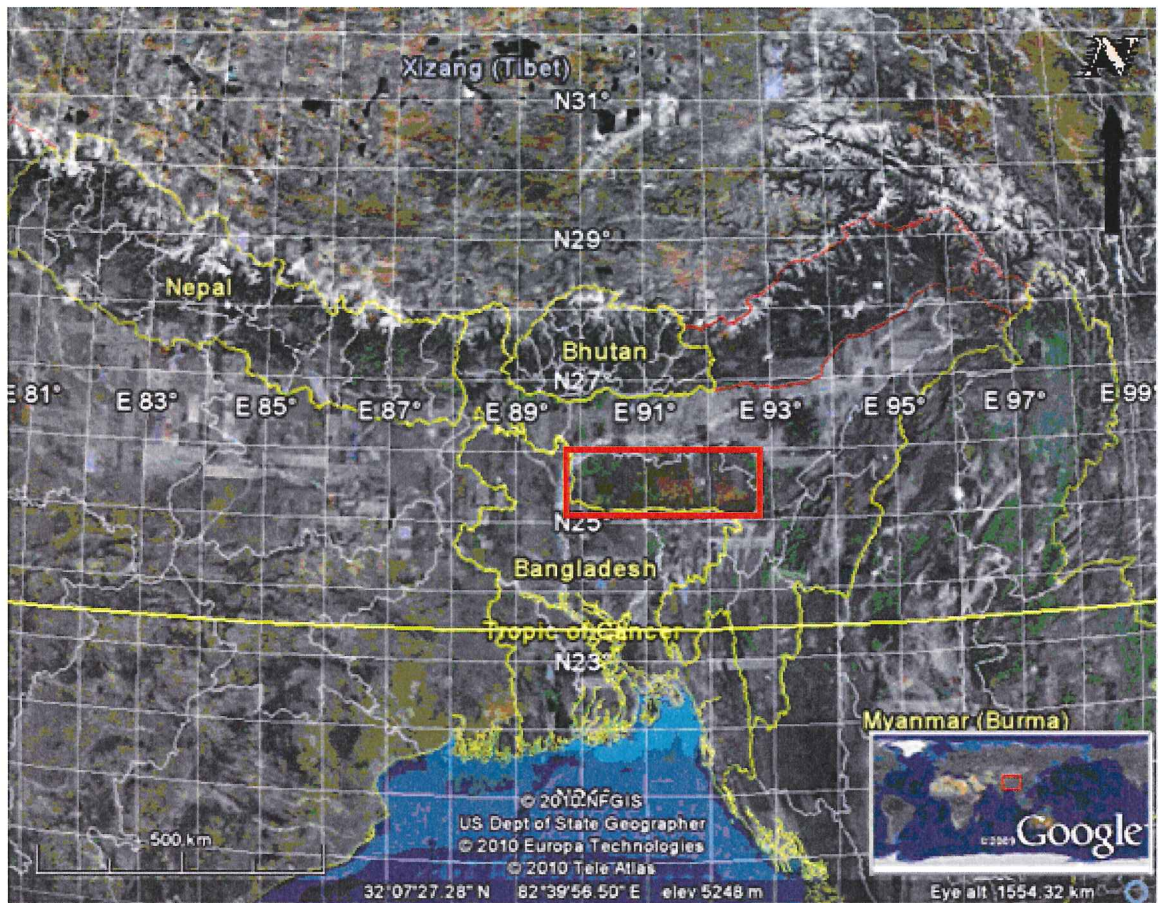 N
Xizang (Tibet)
N31°
N29°
Nepal
Bhutan
N27°
E 81° E 83° E 85° E 87° E 89° E 91° E 93° E 95° E 97° E 99°
N25°
Bangladesh
Tropic of Cancer
N23°
Myanmar (Burma)
© 2010 NFGIS
US Dept of State Geographer
© 2010 Europa Technologies
© 2010 Tele Atlas
500 km
©2009 Google
32°07'27.28" N 82°39'56.50" E elev 5248 m Eye alt 1554.32 km